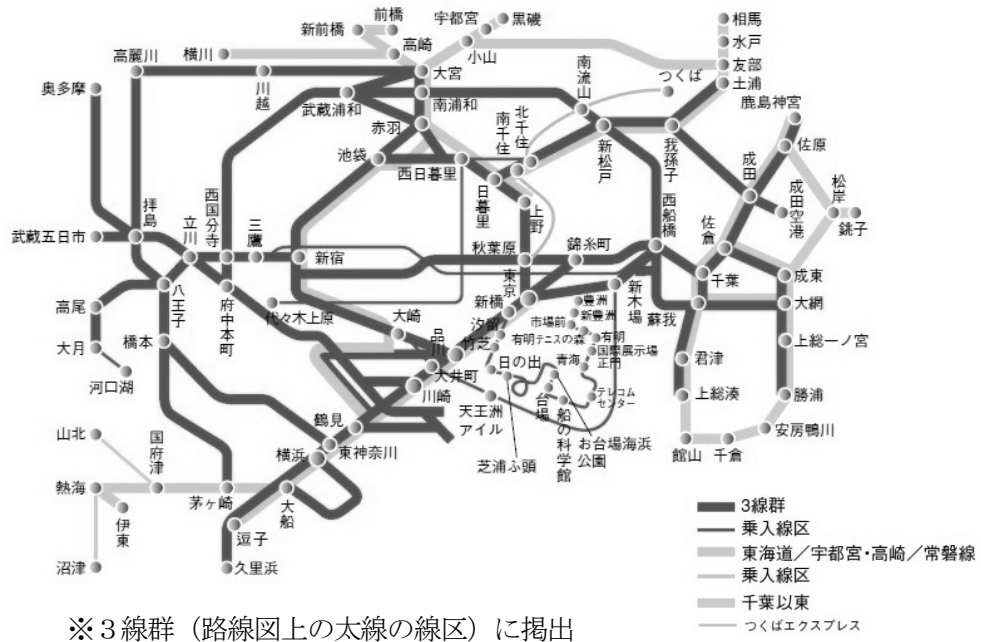 前橋
新前橋
宇都宮
黒磯
相馬
高崎
小山
水戸
横川
高麗川
大宮
友部
川越
南流山
つくば
土浦
奥多摩
武蔵浦和
南浦和
鹿島神宮
赤羽
北千住
南千住
新松戸
我孫子
佐原
池袋
西日暮里
日暮里
成田
松岸
拝島
西国分寺
上野
西船橋
成田空港
銚子
武蔵五日市
立川
三鷹
新宿
秋葉原
錦糸町
佐倉
千葉
成東
八王子
府中本町
東京
新木場
高尾
代々木上原
新橋
豊洲
新豊洲
蘇我
大網
大崎
汐留
市場前
橋本
品川
竹芝
有明テニスの森
有明
上総一ノ宮
大月
日の出
青海
国際展示場
正門
君津
河口湖
大井町
川崎
台場
テレコム
センター
上総湊
勝浦
鶴見
天王洲
アイル
船の科学館
お台場海浜
公園
安房鴨川
山北
国府津
横浜
東神奈川
芝浦ふ頭
館山
千倉
熱海
茅ヶ崎
大船
伊東
逗子
沼津
久里浜
3線群
乗入線区
東海道／宇都宮・高崎／常磐線
乗入線区
千葉以東
つくばエクスプレス
※３線群（路線図上の太線の線区）に掲出